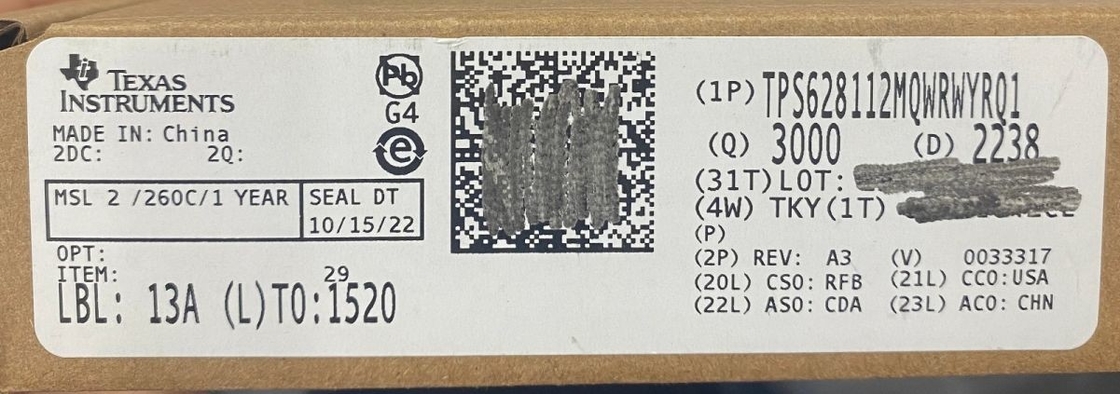 TEXAS
INSTRUMENTS
MADE IN: China
2DC: 2Q:
MSL 2 /260C/1 YEAR
SEAL DT
10/15/22
OPT:
ITEM: 29
LBL: 13A (L)TO:1520
Pb
G4
e
(1P) TPS628112MQWRWYRQ1
(Q) 3000 (D) 2238
(31T)LOT:
(4W) TKY(1T)
(P)
(2P) REV: A3 (V) 0033317
(20L) CSO: RFB (21L) CCO:USA
(22L) ASO: CDA (23L) ACO: CHN